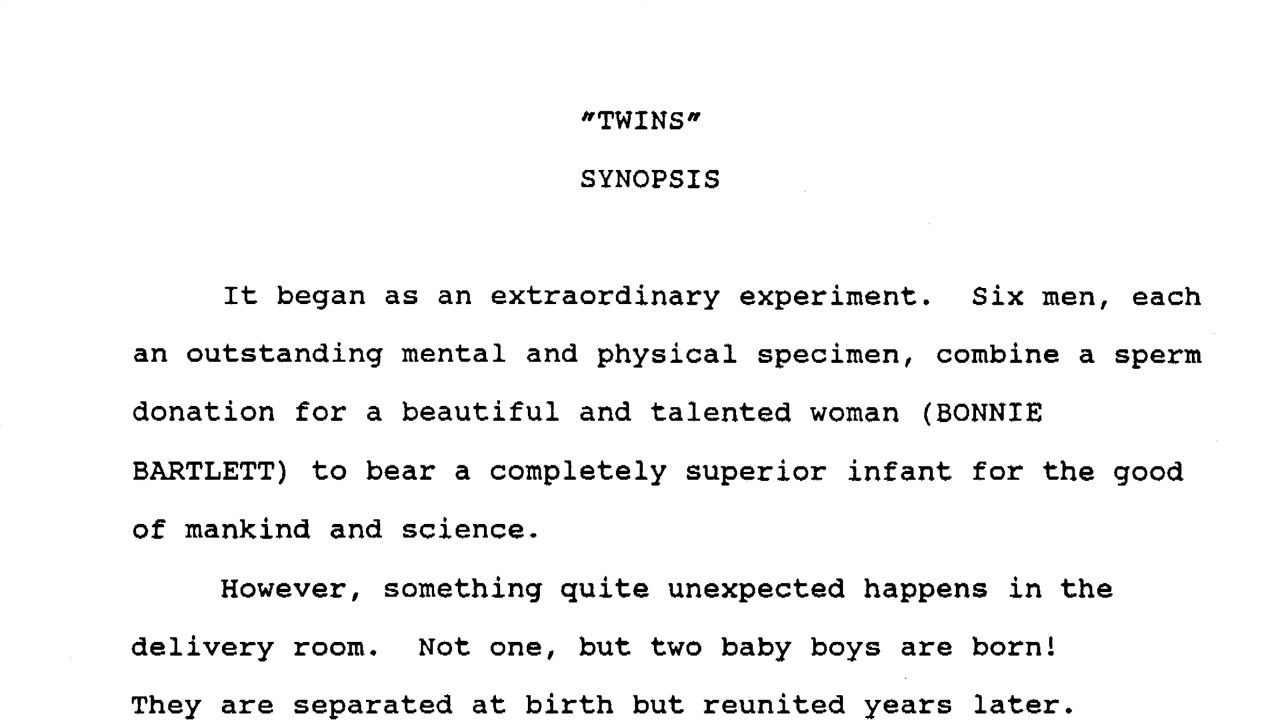 "TWINS"
SYNOPSIS
It began as an extraordinary experiment. Six men, each
an outstanding mental and physical specimen, combine a sperm
donation for a beautiful and talented woman (BONNIE
BARTLETT) to bear a completely superior infant for the good
of mankind and science.
However, something quite unexpected happens in the
delivery room. Not one, but two baby boys are born!
They are separated at birth but reunited years later.